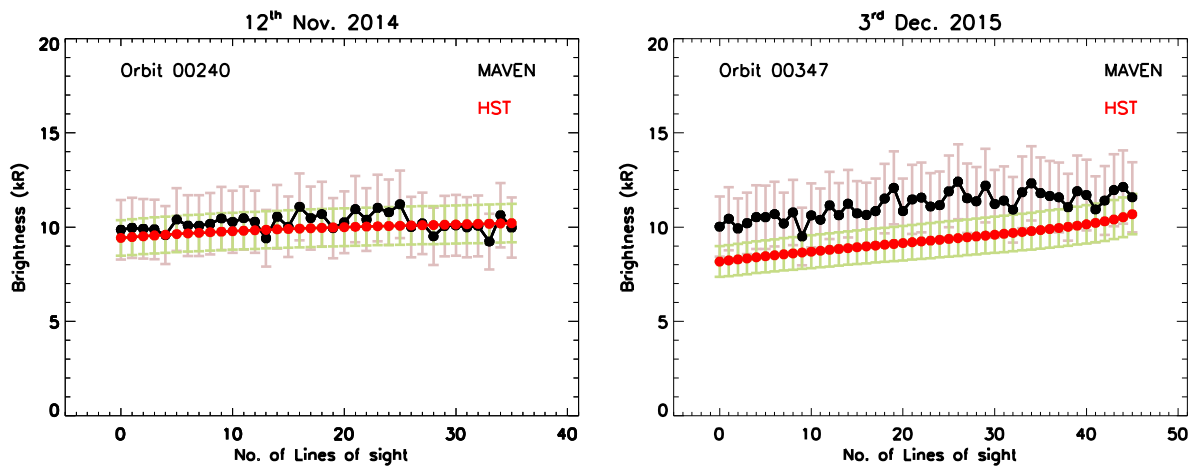 12th Nov. 2014
20
15
10
5
0
Brightness (kR)
Orbit 00240
MAVEN
HST
0 10 20 30 40
No. of Lines of sight
3rd Dec. 2015
20
15
10
5
0
Brightness (kR)
Orbit 00347
MAVEN
HST
0 10 20 30 40 50
No. of Lines of sight